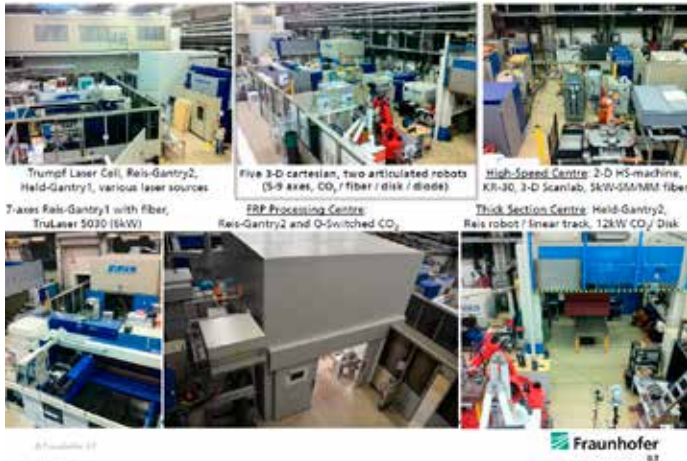 Trumpf Laser Cell, Reis-Gantry2,
Held-Gantry1, various laser sources
Five 3-D cartesian, two articulated robots
(5-9 axes, CO₂ / fiber / disk / diode)
High-Speed Centre: 2-D HS-machine,
KR-30, 3-D Scanlab, 5kW-SM/MM fiber
7-axes Reis-Gantry1 with fiber,
TruLaser 5030 (6kW)
FRP Processing Centre:
Reis-Gantry2 and Q-Switched CO₂
Thick Section Centre: Held-Gantry2,
Reis robot / linear track, 12kW CO₂/ Disk
© Fraunhofer ILT
Fraunhofer
ILT